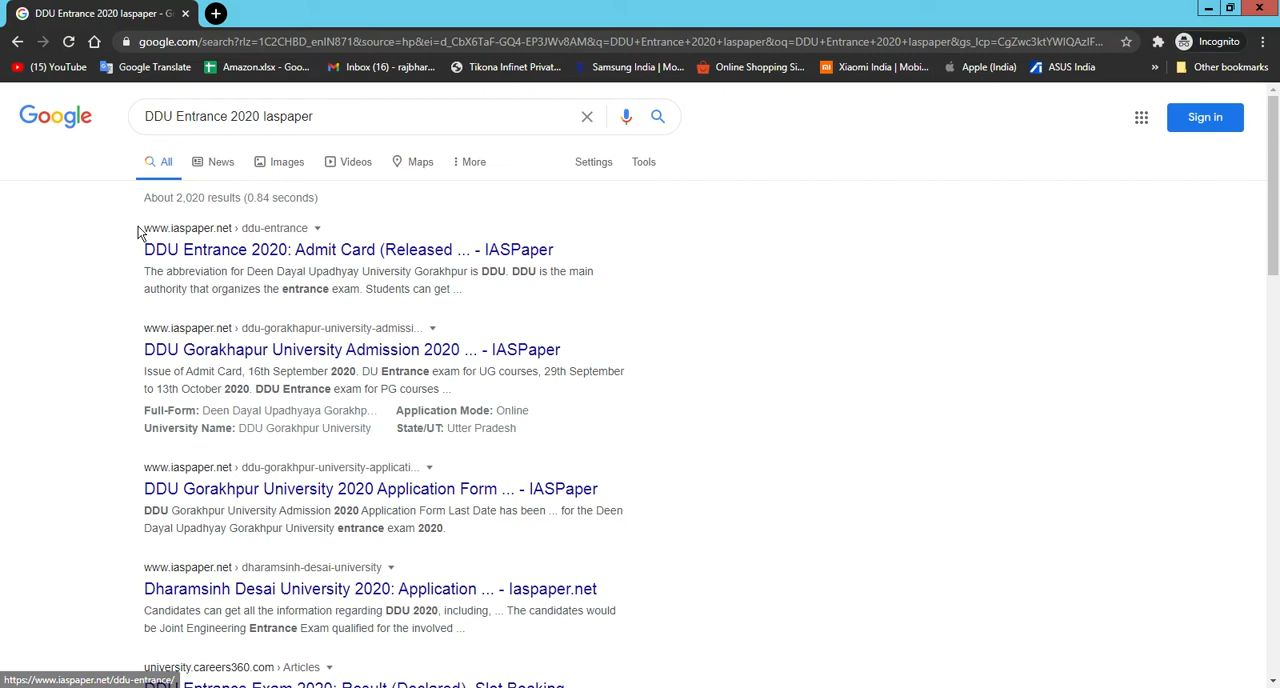 DDU Entrance 2020 Iaspaper - G
google.com/search?rlz=1C2CHBD_enIN871&source=hp&ei=d_CbX6TaF-GQ4-EP3JWv8AM&q=DDU+Entrance+2020+Iaspaper&oq=DDU+Entrance+2020+Iaspaper&gs_lcp=CgZwc3ktYWIQAzIF...
Incognito
(15) YouTube
Google Translate
Amazon.xlsx - Goo...
Inbox (16) - rajbhar...
Tikona Infinet Privat...
Samsung India | Mo...
Online Shopping Si...
Xiaomi India | Mobi...
Apple (India)
ASUS India
»
Other bookmarks
Google
DDU Entrance 2020 Iaspaper
Sign in
All
News
Images
Videos
Maps
More
Settings
Tools
About 2,020 results (0.84 seconds)
www.iaspaper.net › ddu-entrance
DDU Entrance 2020: Admit Card (Released ... - IASPaper
The abbreviation for Deen Dayal Upadhyay University Gorakhpur is DDU. DDU is the main
authority that organizes the entrance exam. Students can get ...
www.iaspaper.net › ddu-gorakhapur-university-admissi...
DDU Gorakhapur University Admission 2020 ... - IASPaper
Issue of Admit Card, 16th September 2020. DU Entrance exam for UG courses, 29th September
to 13th October 2020. DDU Entrance exam for PG courses ...
Full-Form: Deen Dayal Upadhyaya Gorakhp...
Application Mode: Online
University Name: DDU Gorakhpur University
State/UT: Utter Pradesh
www.iaspaper.net › ddu-gorakhpur-university-applicati...
DDU Gorakhpur University 2020 Application Form ... - IASPaper
DDU Gorakhpur University Admission 2020 Application Form Last Date has been ... for the Deen
Dayal Upadhyay Gorakhpur University entrance exam 2020.
www.iaspaper.net › dharamsinh-desai-university
Dharamsinh Desai University 2020: Application ... - Iaspaper.net
Candidates can get all the information regarding DDU 2020, including, ... The candidates would
be Joint Engineering Entrance Exam qualified for the involved ...
university.careers360.com › Articles
DDU Entrance Exam 2020: Result (Declared), Slot Booking
https://www.iaspaper.net/ddu-entrance/